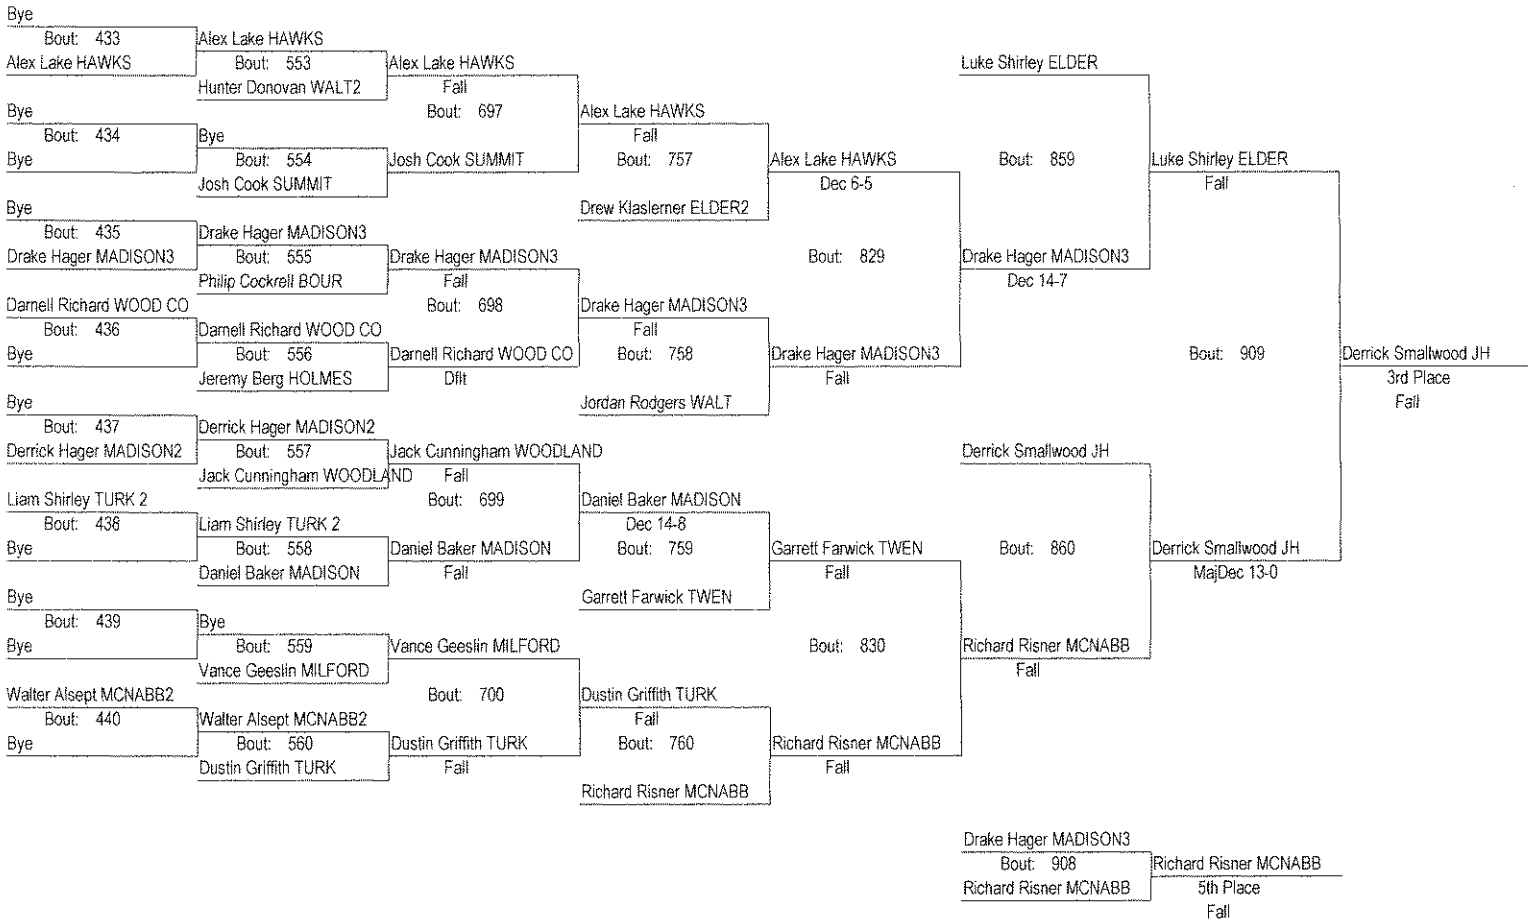 Bye
Bout: 433
Alex Lake HAWKS
Bye
Bout: 434
Bye
Bye
Bout: 435
Drake Hager MADISON3
Darnell Richard WOOD CO
Bout: 436
Bye
Bye
Bout: 437
Derrick Hager MADISON2
Liam Shirley TURK 2
Bout: 438
Bye
Bye
Bout: 439
Bye
Walter Alsept MCNABB2
Bout: 440
Bye
Alex Lake HAWKS
Bout: 553
Hunter Donovan WALT2
Bye
Bout: 554
Josh Cook SUMMIT
Drake Hager MADISON3
Bout: 555
Philip Cockrell BOUR
Darnell Richard WOOD CO
Bout: 556
Jeremy Berg HOLMES
Derrick Hager MADISON2
Bout: 557
Jack Cunningham WOODLAND
Liam Shirley TURK 2
Bout: 558
Daniel Baker MADISON
Bye
Bout: 559
Vance Geeslin MILFORD
Walter Alsept MCNABB2
Bout: 560
Dustin Griffith TURK
Alex Lake HAWKS
Fall
Bout: 697
Josh Cook SUMMIT
Drake Hager MADISON3
Fall
Bout: 698
Darnell Richard WOOD CO
Dflt
Jack Cunningham WOODLAND
Fall
Bout: 699
Daniel Baker MADISON
Fall
Vance Geeslin MILFORD
Bout: 700
Dustin Griffith TURK
Fall
Alex Lake HAWKS
Fall
Bout: 757
Drew Klaslerner ELDER2
Drake Hager MADISON3
Fall
Bout: 758
Jordan Rodgers WALT
Daniel Baker MADISON
Dec 14-8
Bout: 759
Garrett Farwick TWEN
Dustin Griffith TURK
Fall
Bout: 760
Richard Risner MCNABB
Alex Lake HAWKS
Dec 6-5
Bout: 829
Drake Hager MADISON3
Fall
Garrett Farwick TWEN
Fall
Bout: 830
Richard Risner MCNABB
Fall
Luke Shirley ELDER
Bout: 859
Drake Hager MADISON3
Dec 14-7
Derrick Smallwood JH
Bout: 860
Richard Risner MCNABB
Fall
Luke Shirley ELDER
Fall
Bout: 909
Derrick Smallwood JH
MajDec 13-0
Derrick Smallwood JH
3rd Place
Fall
Drake Hager MADISON3
Bout: 908
Richard Risner MCNABB
Richard Risner MCNABB
5th Place
Fall